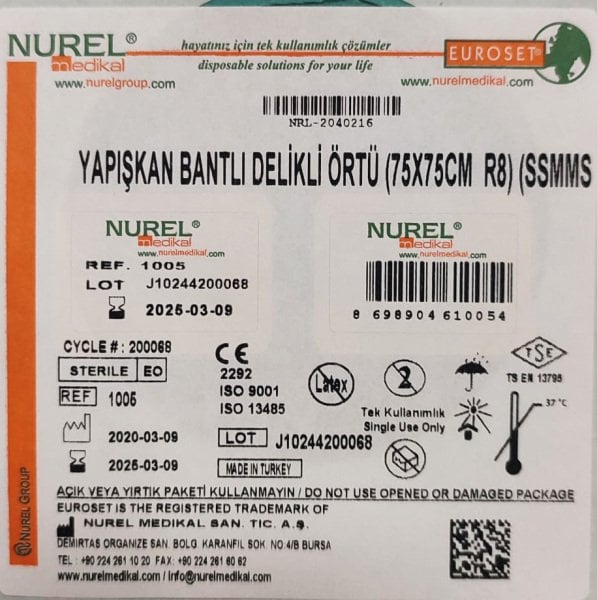 NUREL®
medikal
www.nurelgroup.com
hayatınız için tek kullanımlık çözümler
disposable solutions for your life
EUROSET®
www.nurelmedikal.com
NRL-2040216
YAPIŞKAN BANTLI DELİKLİ ÖRTÜ (75X75CM R8) (SSMMS
NUREL®
medikal
www.nurelmedikal.com
REF. 1005
LOT J10244200068
2025-03-09
NUREL®
medikal
www.nurelmedikal.com
8 698904 610054
CYCLE # : 200068
STERILE EO
REF 1005
2020-03-09
2025-03-09
CE
2292
ISO 9001
ISO 13485
LOT J10244200068
MADE IN TURKEY
Latex
2
Tek Kullanımlık
Single Use Only
TSE
TS EN 13795
37 °C
AÇIK VEYA YIRTIK PAKETİ KULLANMAYIN / DO NOT USE OPENED OR DAMAGED PACKAGE
EUROSET IS THE REGISTERED TRADEMARK OF
NUREL MEDIKAL SAN. TIC. A.Ş.
DEMIRTAS ORGANIZE SAN. BOLG. KARANFIL SOK. NO:4/B BURSA
TEL : +90 224 261 10 20 FAX: +90 224 261 60 62
www.nurelmedikal.com / info@nurelmedikal.com
NUREL GROUP